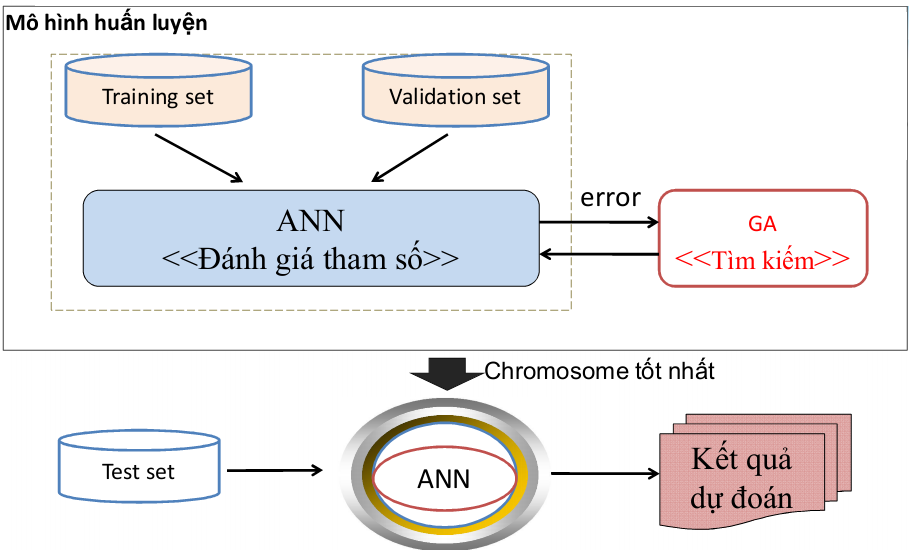 Mô hình huấn luyện
Training set
Validation set
ANN
<<Đánh giá tham số>>
error
GA
<<Tìm kiếm>>
Chromosome tốt nhất
Test set
ANN
Kết quả
dự đoán